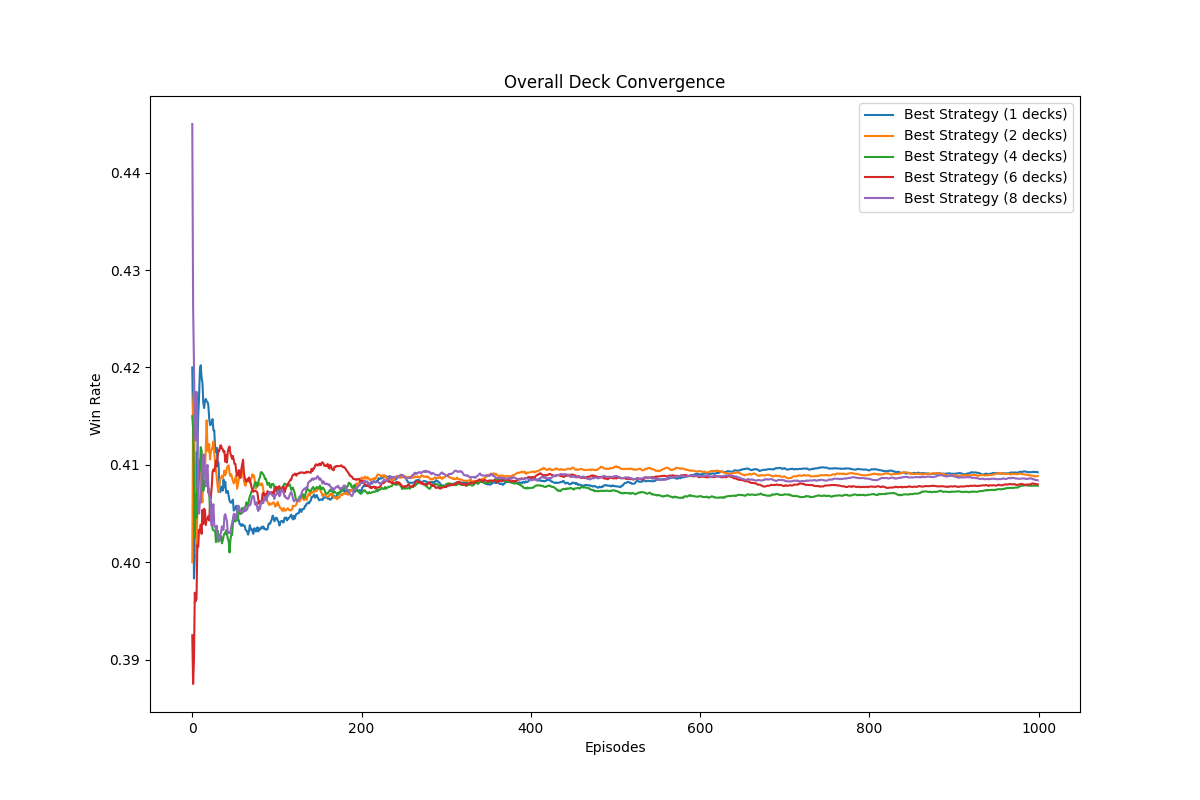 Overall Deck Convergence
Best Strategy (1 decks)
Best Strategy (2 decks)
Best Strategy (4 decks)
Best Strategy (6 decks)
Best Strategy (8 decks)
0.44
0.43
0.42
0.41
0.40
0.39
Win Rate
0
200
400
600
800
1000
Episodes